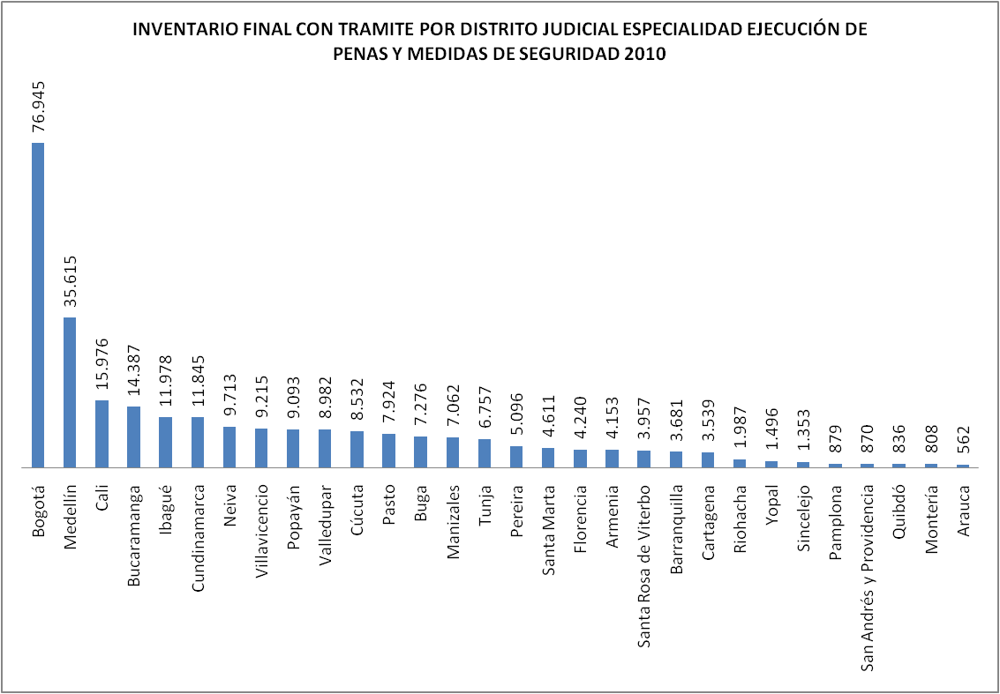 INVENTARIO FINAL CON TRAMITE POR DISTRITO JUDICIAL ESPECIALIDAD EJECUCIÓN DE
PENAS Y MEDIDAS DE SEGURIDAD 2010
76.945
35.615
15.976
14.387
11.978
11.845
9.713
9.215
9.093
8.982
8.532
7.924
7.276
7.062
6.757
5.096
4.611
4.240
4.153
3.957
3.681
3.539
1.987
1.496
1.353
879
870
836
808
562
Bogotá
Medellín
Cali
Bucaramanga
Ibagué
Cundinamarca
Neiva
Villavicencio
Popayán
Valledupar
Cúcuta
Pasto
Buga
Manizales
Tunja
Pereira
Santa Marta
Florencia
Armenia
Santa Rosa de Viterbo
Barranquilla
Cartagena
Riohacha
Yopal
Sincelejo
Pamplona
San Andrés y Providencia
Quibdó
Montería
Arauca